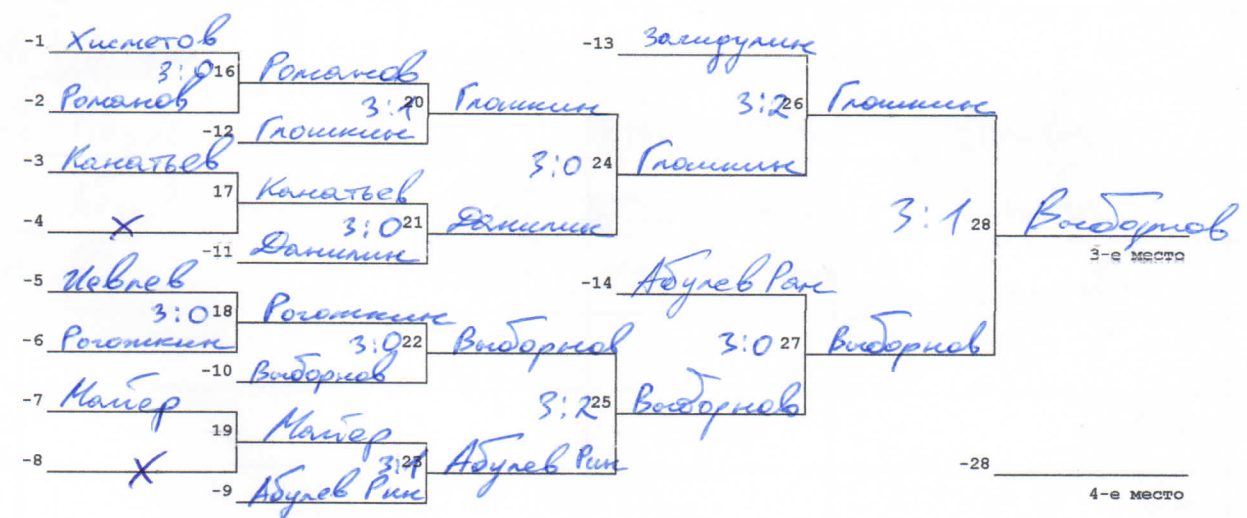 -1 Хисметов
3:0 16 Романов
-2 Романов
3:1 20 Глошкин
-12 Глошкин
-3 Канатьев
3:0 24 Глошкин
17 Канатьев
-4 X
3:0 21 Данилин
-11 Данилин
-5 Иевлев
3:0 18 Рогожкин
-6 Рогожкин
3:0 22 Выборнов
-10 Выборнов
-7 Майер
3:2 25 Выборнов
19 Майер
-8 X
3:1 23 Абулев Рин
-9 Абулев Рин
-13 Загидулин
3:2 26 Глошкин
3:1 28 Выборнов
3-е место
-14 Абулев Ран
3:0 27 Выборнов
-28
4-е место